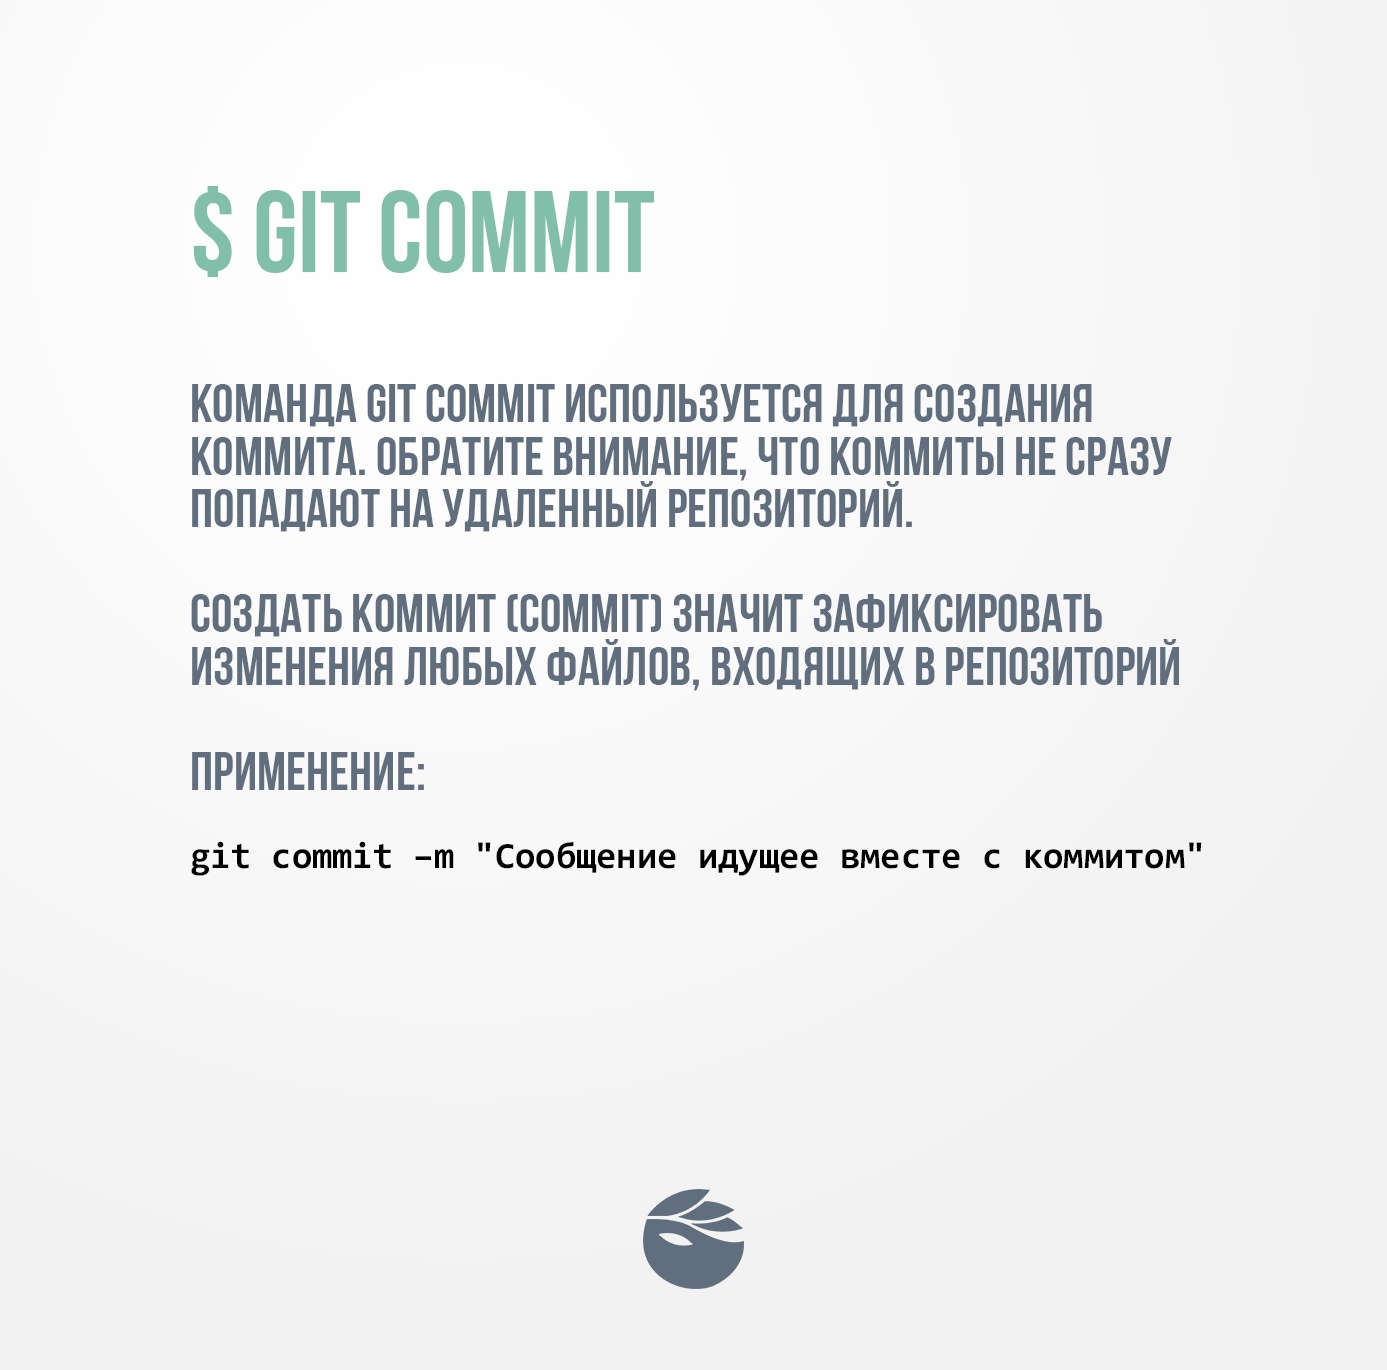 $ GIT COMMIT
КОМАНДА GIT COMMIT ИСПОЛЬЗУЕТСЯ ДЛЯ СОЗДАНИЯ
КОММИТА. ОБРАТИТЕ ВНИМАНИЕ, ЧТО КОММИТЫ НЕ СРАЗУ
ПОПАДАЮТ НА УДАЛЕННЫЙ РЕПОЗИТОРИЙ.
СОЗДАТЬ КОММИТ (COMMIT) ЗНАЧИТ ЗАФИКСИРОВАТЬ
ИЗМЕНЕНИЯ ЛЮБЫХ ФАЙЛОВ, ВХОДЯЩИХ В РЕПОЗИТОРИЙ
ПРИМЕНЕНИЕ:
git commit –m "Сообщение идущее вместе с коммитом"